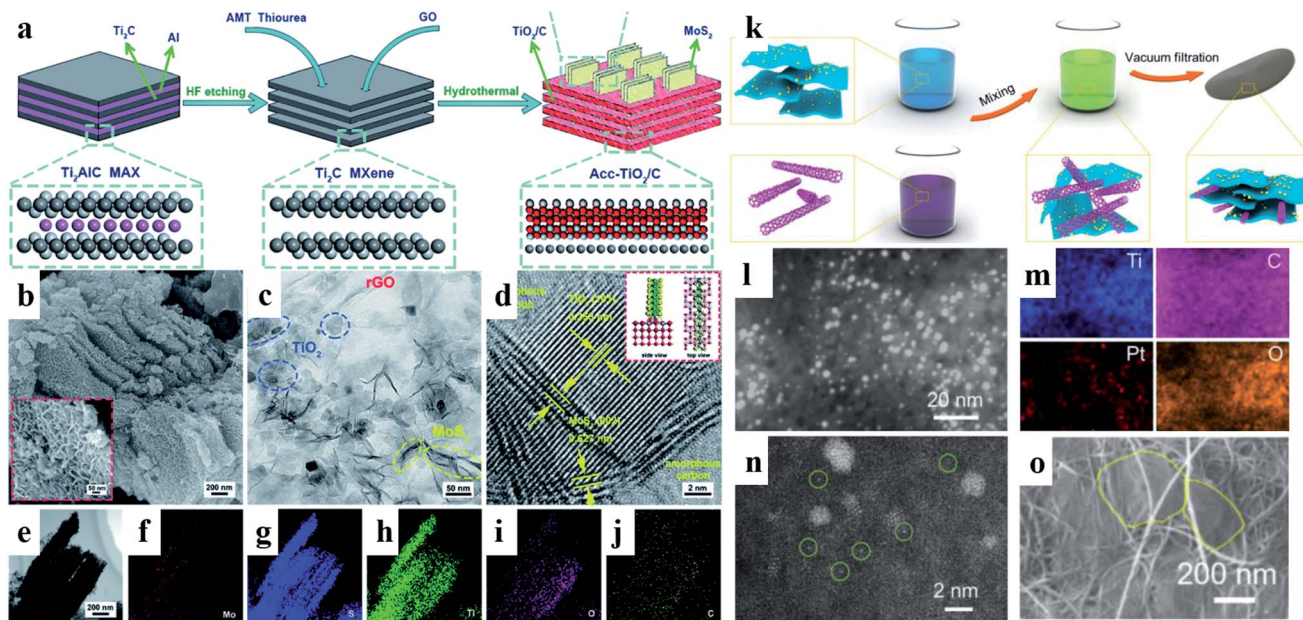 a
Ti₂C
Al
HF etching
Ti₂AlC MAX
AMT Thiourea
GO
Ti₂C MXene
Hydrothermal
TiO₂/C
MoS₂
Acc-TiO₂/C
b
50 nm
200 nm
c
rGO
TiO₂
MoS₂
50 nm
d
carbon
MoS₂ (002)
0.627 nm
amorphous
carbon
side view
top view
2 nm
e
200 nm
f
Mo
g
S
h
Ti
i
O
j
C
k
Mixing
Vacuum filtration
l
20 nm
m
Ti
C
Pt
O
n
2 nm
o
200 nm